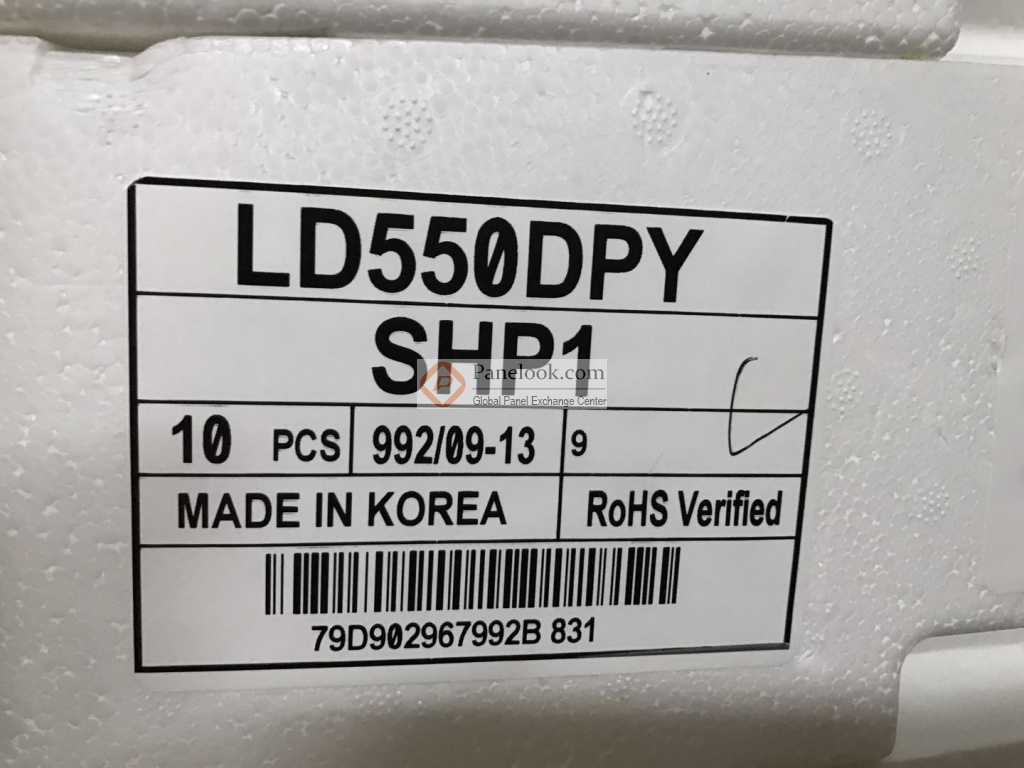 LD550DPY
SHP1
Panelook.com
Global Panel Exchange Center
10 PCS 992/09-13 9
MADE IN KOREA RoHS Verified
79D902967992B 831